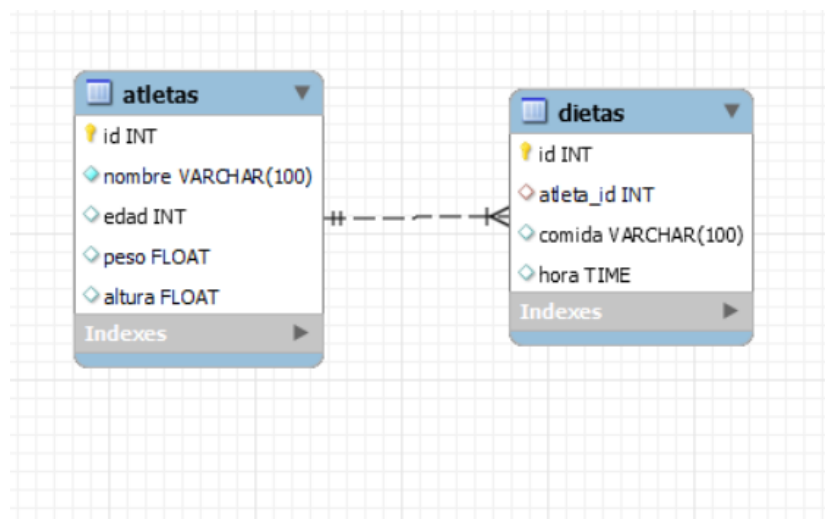 atletas
id INT
nombre VARCHAR(100)
edad INT
peso FLOAT
altura FLOAT
Indexes
dietas
id INT
atleta_id INT
comida VARCHAR(100)
hora TIME
Indexes